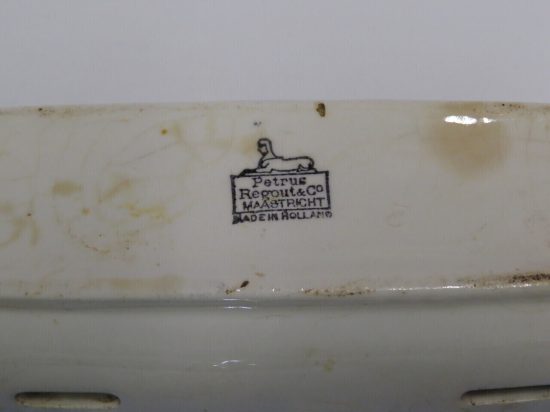 Petrus
Regout & Co
MAASTRICHT
MADE IN HOLLAND